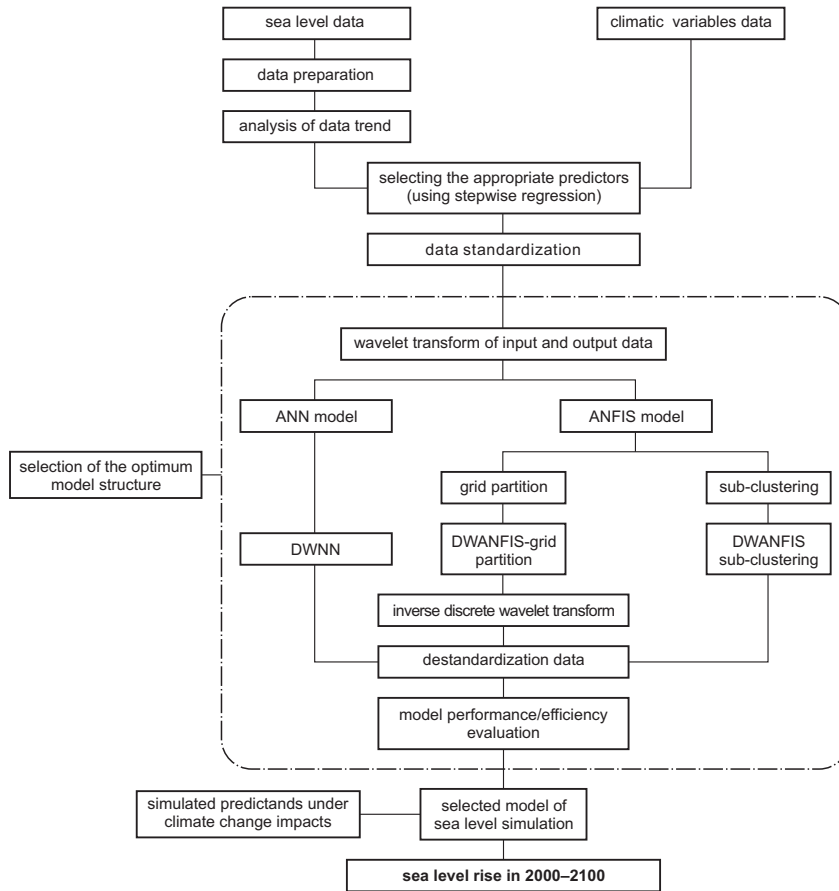 sea level data
climatic variables data
data preparation
analysis of data trend
selecting the appropriate predictors
(using stepwise regression)
data standardization
wavelet transform of input and output data
ANN model
ANFIS model
selection of the optimum
model structure
grid partition
sub-clustering
DWNN
DWANFIS-grid
partition
DWANFIS
sub-clustering
inverse discrete wavelet transform
destandardization data
model performance/efficiency
evaluation
simulated predictands under
climate change impacts
selected model of
sea level simulation
sea level rise in 2000–2100